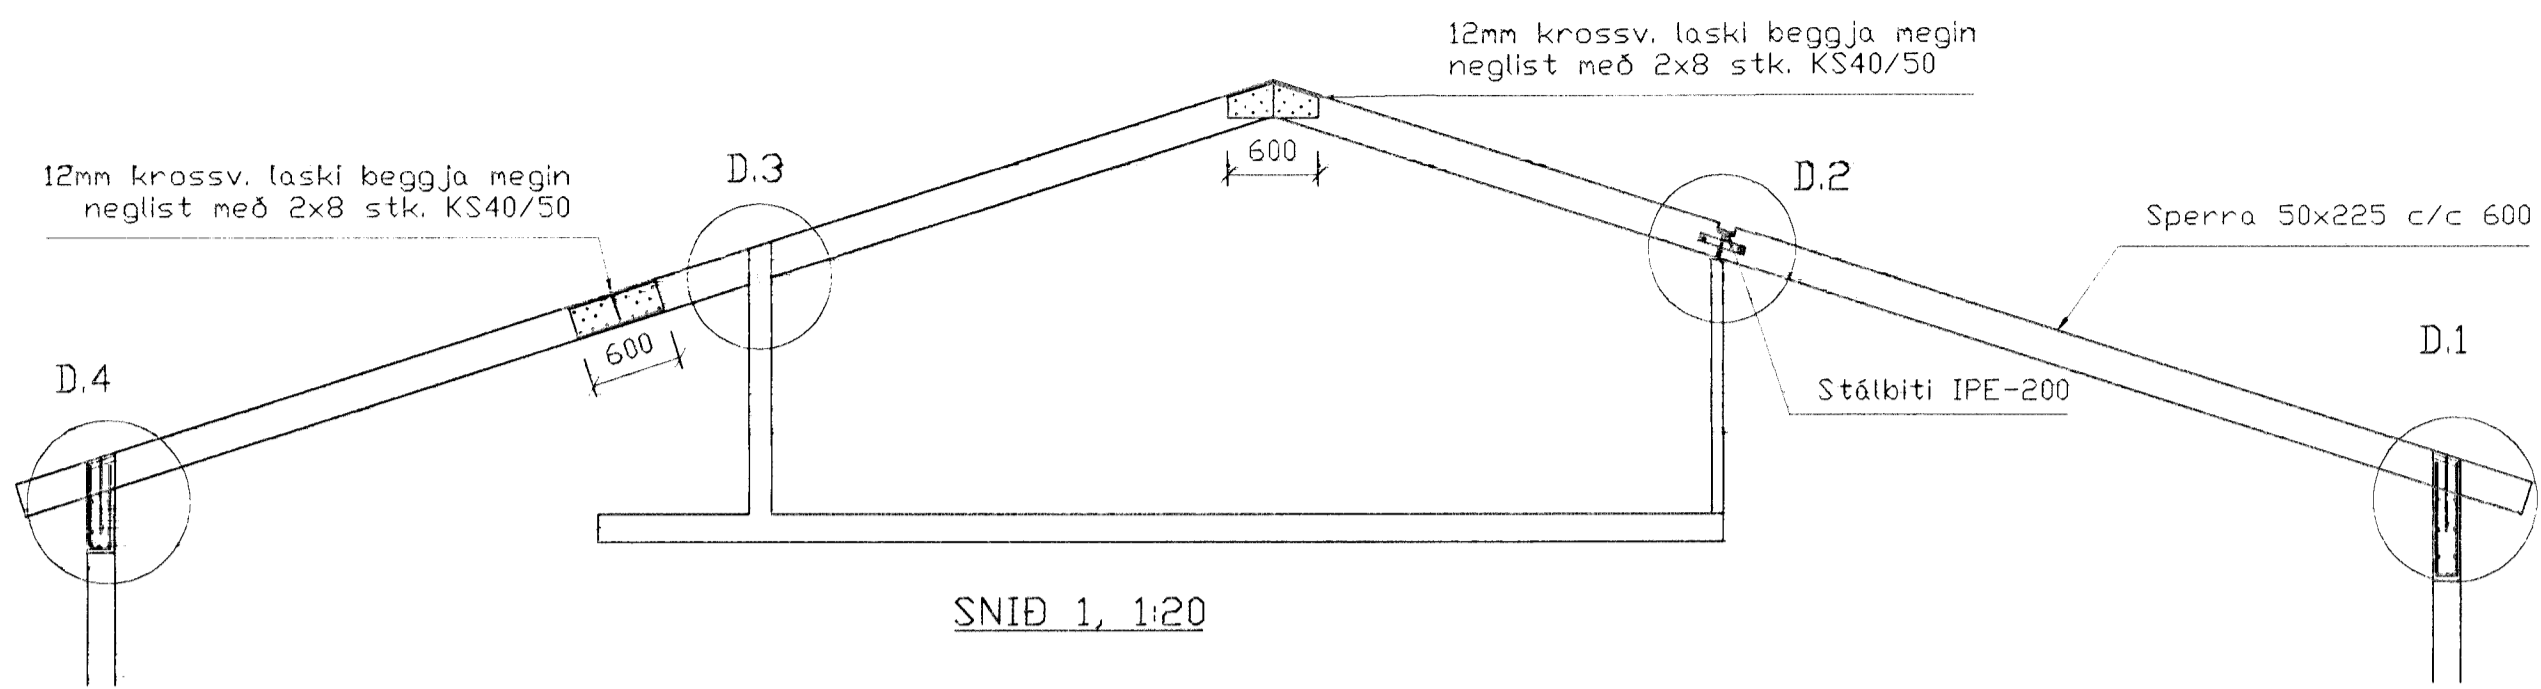 12mm krossv. laski beggja megin
neglist með 2x8 stk. KS40/50
600
D.3
D.2
12mm krossv. laski beggja megin
neglist með 2x8 stk. KS40/50
Sperra 50x225 c/c 600
600
D.4
D.1
Stálbiti IPE-200
SNIÐ 1, 1:20